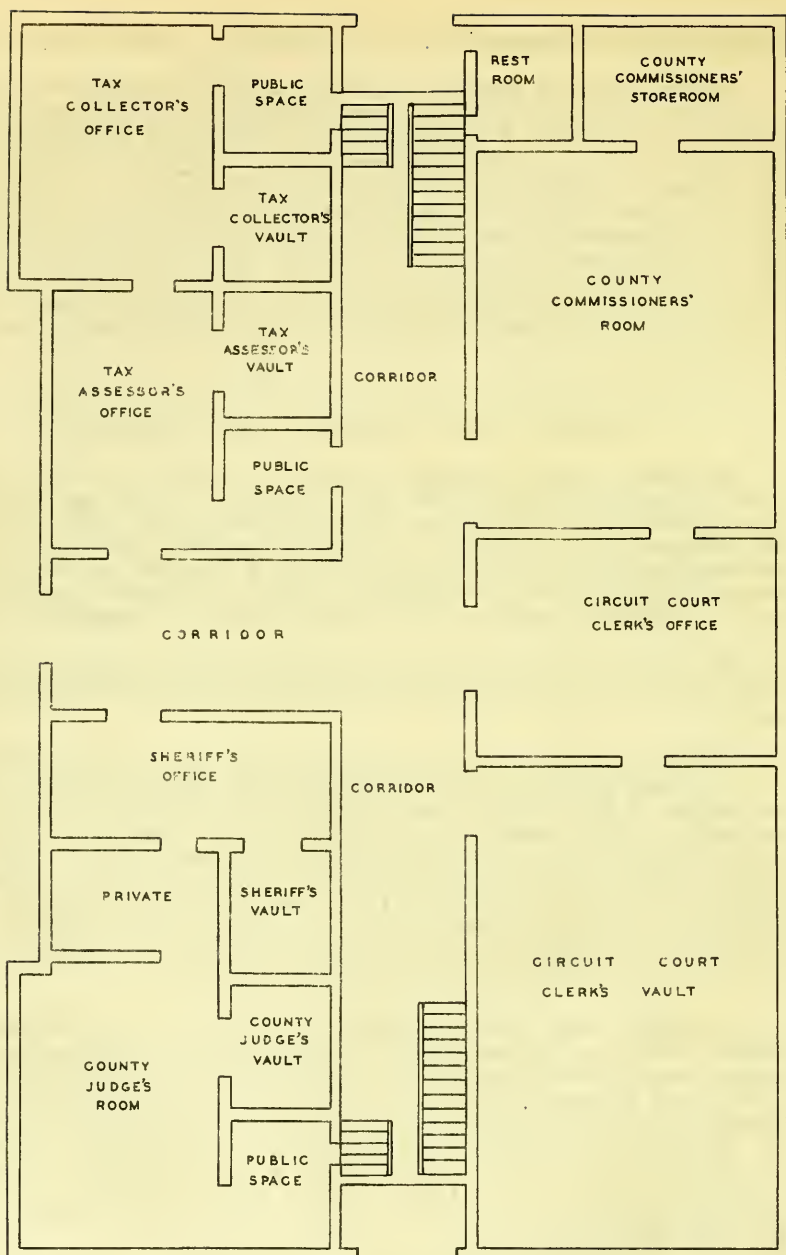 TAX
COLLECTOR'S
OFFICE
PUBLIC
SPACE
REST
ROOM
COUNTY
COMMISSIONERS'
STOREROOM
TAX
COLLECTOR'S
VAULT
COUNTY
COMMISSIONERS'
ROOM
TAX
ASSESSOR'S
VAULT
TAX
ASSESSOR'S
OFFICE
CORRIDOR
PUBLIC
SPACE
CIRCUIT COURT
CLERK'S OFFICE
CORRIDOR
SHERIFF'S
OFFICE
CORRIDOR
PRIVATE
SHERIFF'S
VAULT
CIRCUIT COURT
CLERK'S VAULT
COUNTY
JUDGE'S
VAULT
COUNTY
JUDGE'S
ROOM
PUBLIC
SPACE